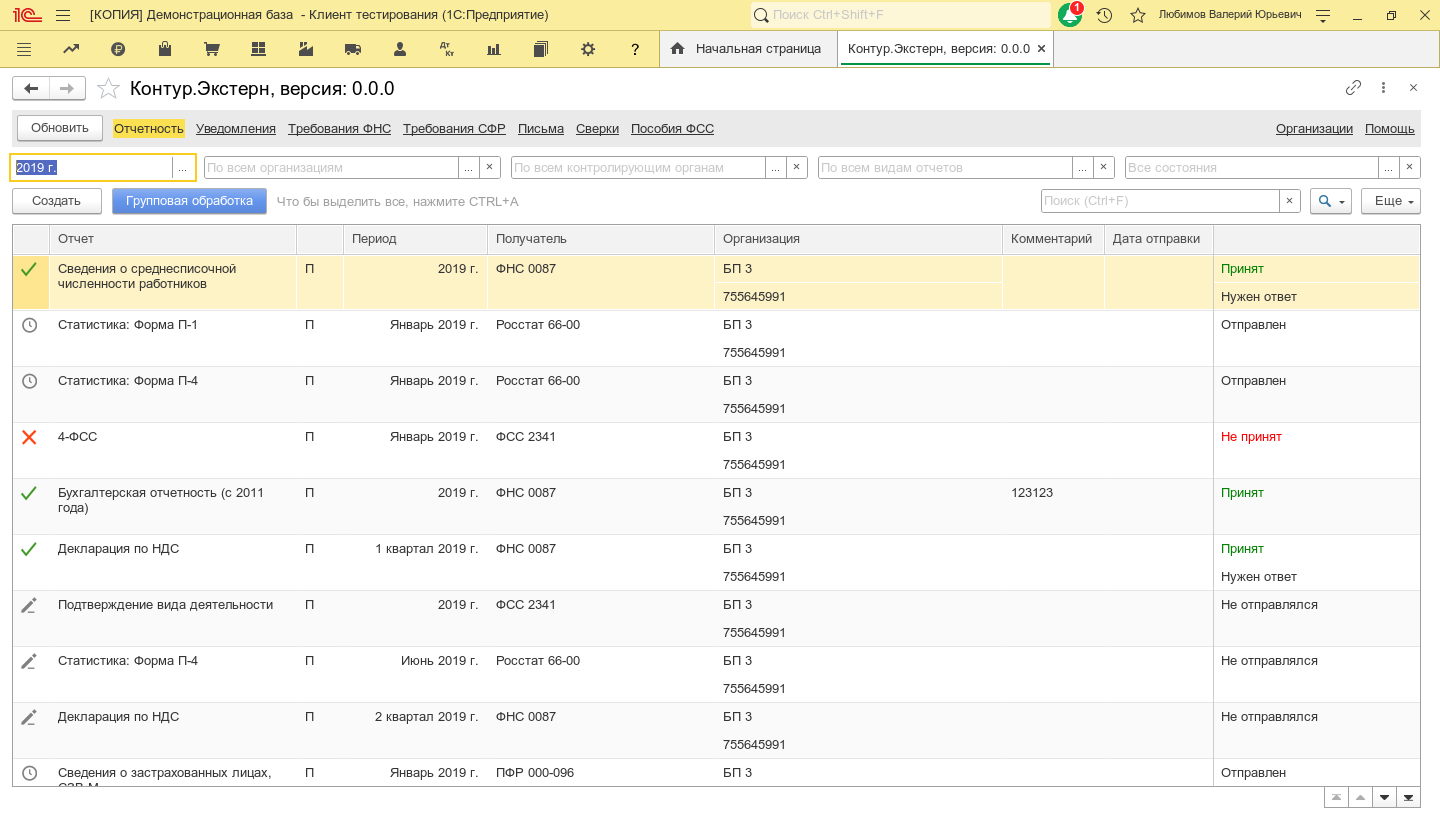 [КОПИЯ] Демонстрационная база - Клиент тестирования (1С:Предприятие)
Поиск Ctrl+Shift+F
1
Любимов Валерий Юрьевич
Дт
Кт
?
Начальная страница
Контур.Экстерн, версия: 0.0.0
Контур.Экстерн, версия: 0.0.0
Обновить Отчетность Уведомления Требования ФНС Требования СФР Письма Сверки Пособия ФСС Организации Помощь
2019 г. ... По всем организациям ... × По всем контролирующим органам ... × По всем видам отчетов ... × Все состояния ... ×
Создать Групповая обработка Что бы выделить все, нажмите CTRL+A Поиск (Ctrl+F) × Еще
Отчет Период Получатель Организация Комментарий Дата отправки
Сведения о среднесписочной П 2019 г. ФНС 0087 БП 3 Принят
численности работников
755645991 Нужен ответ
Статистика: Форма П-1 П Январь 2019 г. Росстат 66-00 БП 3 Отправлен
755645991
Статистика: Форма П-4 П Январь 2019 г. Росстат 66-00 БП 3 Отправлен
755645991
4-ФСС П Январь 2019 г. ФСС 2341 БП 3 Не принят
755645991
Бухгалтерская отчетность (с 2011 П 2019 г. ФНС 0087 БП 3 123123 Принят
года)
755645991
Декларация по НДС П 1 квартал 2019 г. ФНС 0087 БП 3 Принят
755645991 Нужен ответ
Подтверждение вида деятельности П 2019 г. ФСС 2341 БП 3 Не отправлялся
755645991
Статистика: Форма П-4 П Июнь 2019 г. Росстат 66-00 БП 3 Не отправлялся
755645991
Декларация по НДС П 2 квартал 2019 г. ФНС 0087 БП 3 Не отправлялся
755645991
Сведения о застрахованных лицах, П Январь 2019 г. ПФР 000-096 БП 3 Отправлен